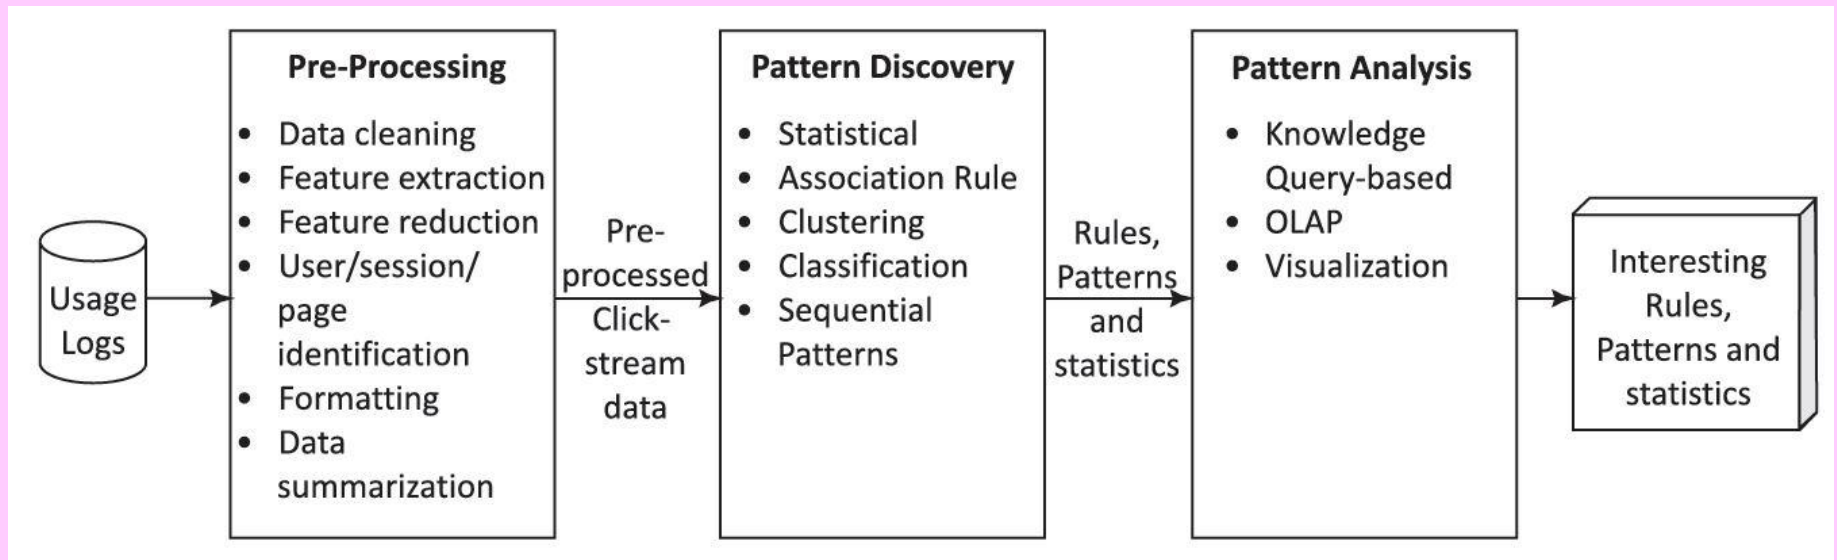 Usage
Logs
Pre-Processing
• Data cleaning
• Feature extraction
• Feature reduction
• User/session/
page
identification
• Formatting
• Data
summarization
Pre-
processed
Click-
stream
data
Pattern Discovery
• Statistical
• Association Rule
• Clustering
• Classification
• Sequential
Patterns
Rules,
Patterns
and
statistics
Pattern Analysis
• Knowledge
Query-based
• OLAP
• Visualization
Interesting
Rules,
Patterns and
statistics